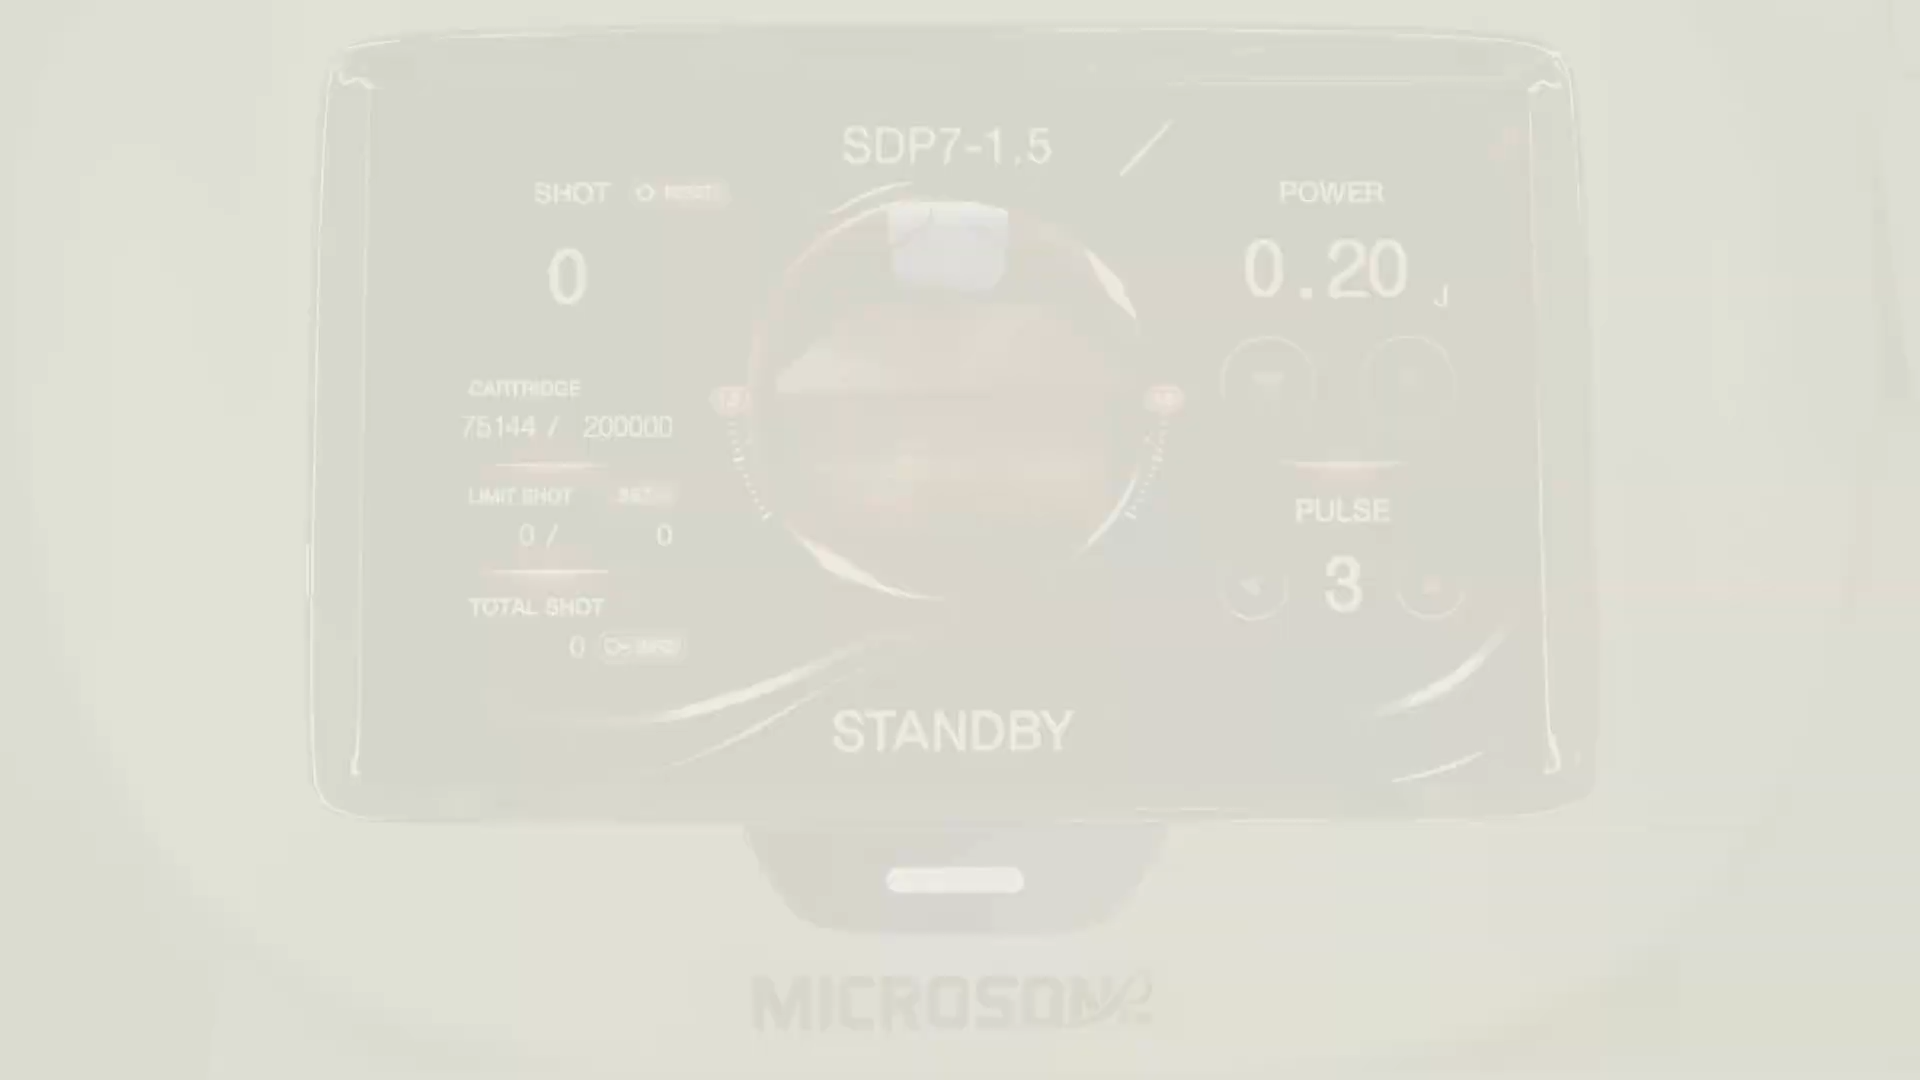 SDP7-1.5
SHOT
0
CARTRIDGE
75144 / 200000
LIMIT SHOT SET
0 / 0
TOTAL SHOT
0
POWER
0.20 J
PULSE
3
STANDBY